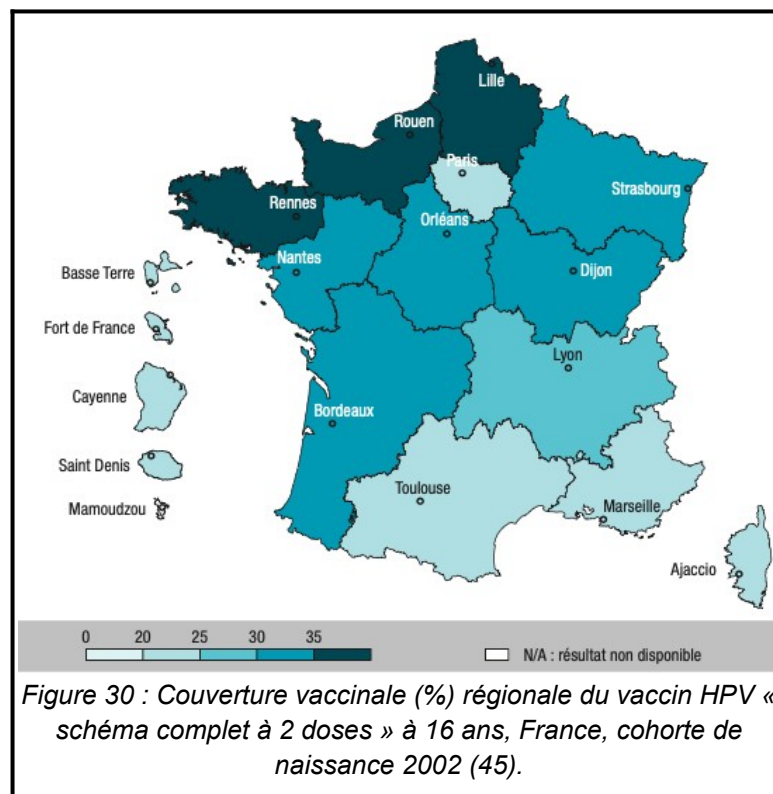 Lille
Rouen
Paris
Strasbourg
Rennes
Orléans
Nantes
Dijon
Basse Terre
Fort de France
Lyon
Cayenne
Bordeaux
Saint Denis
Toulouse
Marseille
Mamoudzou
Ajaccio
0 20 25 30 35
N/A : résultat non disponible
Figure 30 : Couverture vaccinale (%) régionale du vaccin HPV «
schéma complet à 2 doses » à 16 ans, France, cohorte de
naissance 2002 (45).